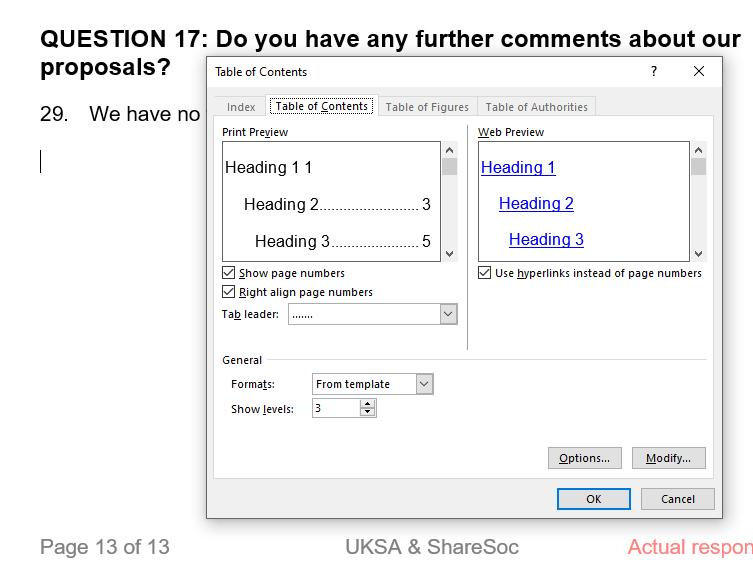 QUESTION 17: Do you have any further comments about our
proposals?
29. We have no
Table of Contents
?
Index
Table of Contents
Table of Figures
Table of Authorities
Print Preview
Heading 1 1
Heading 2........................ 3
Heading 3...................... 5
Web Preview
Heading 1
Heading 2
Heading 3
Show page numbers
Right align page numbers
Tab leader: .......
Use hyperlinks instead of page numbers
General
Formats: From template
Show levels: 3
Options...
Modify...
OK
Cancel
Page 13 of 13
UKSA & ShareSoc
Actual respon